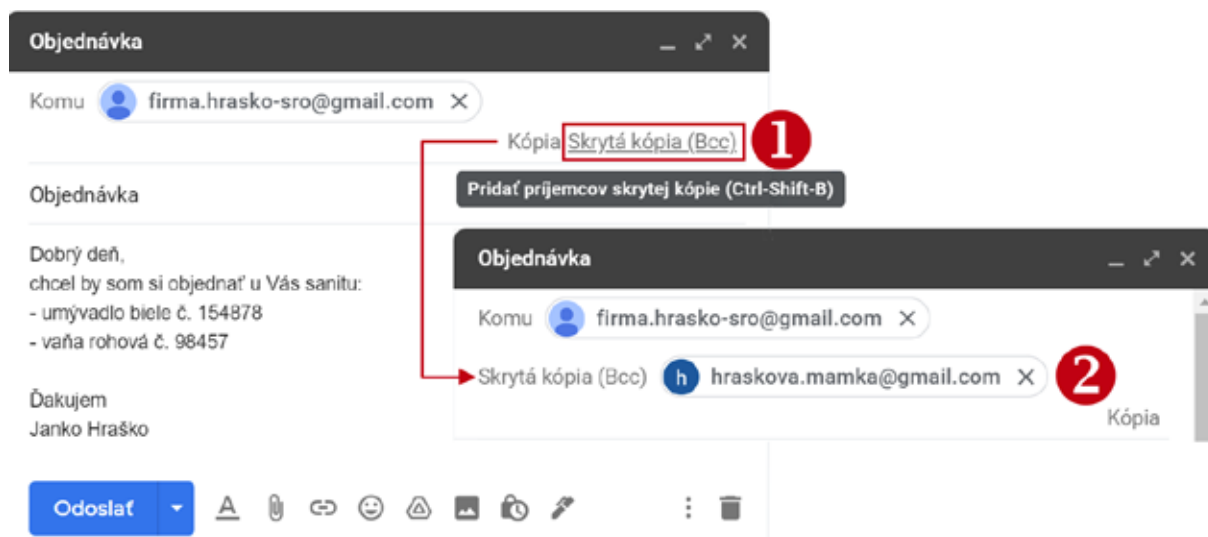 Objednávka
Komu firma.hrasko-sro@gmail.com
Kópia Skrytá kópia (Bcc) 1
Pridať príjemcov skrytej kópie (Ctrl-Shift-B)
Objednávka
Dobrý deň,
chcel by som si objednať u Vás sanitu:
- umývadlo biele č. 154878
- vaňa rohová č. 98457
Ďakujem
Janko Hraško
Odoslať
Objednávka
Komu firma.hrasko-sro@gmail.com
Skrytá kópia (Bcc) h hraskova.mamka@gmail.com 2
Kópia